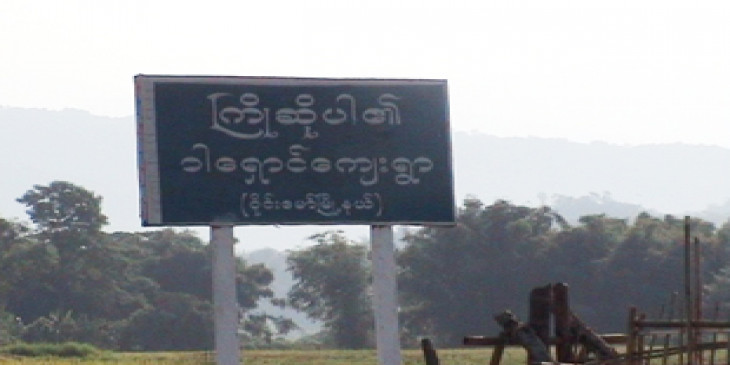 ကြိုဆိုပါ၏
ဝါရှောင်ကျေးရွာ
(ဝိုင်းမော်မြို့နယ်)